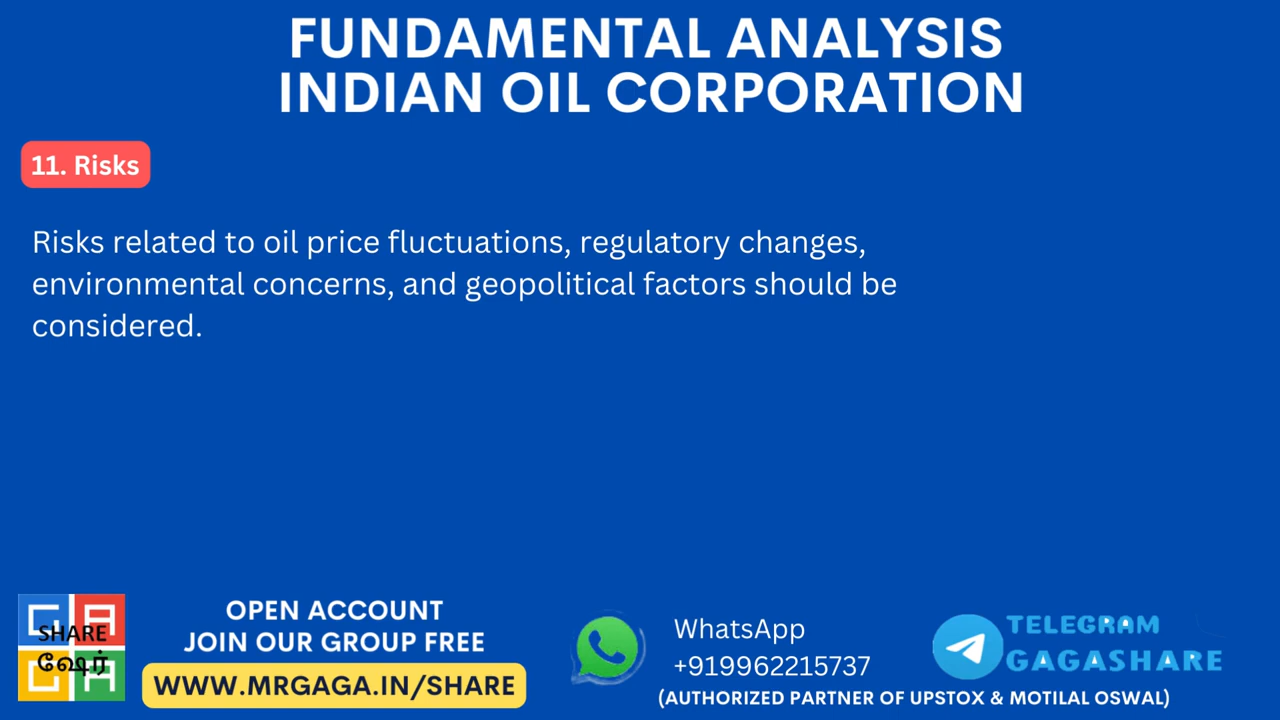 FUNDAMENTAL ANALYSIS
INDIAN OIL CORPORATION
11. Risks
Risks related to oil price fluctuations, regulatory changes,
environmental concerns, and geopolitical factors should be
considered.
GA
SHARE
ஷேர்
GA
OPEN ACCOUNT
JOIN OUR GROUP FREE
WWW.MRGAGA.IN/SHARE
WhatsApp
+919962215737
TELEGRAM
GAGASHARE
(AUTHORIZED PARTNER OF UPSTOX & MOTILAL OSWAL)